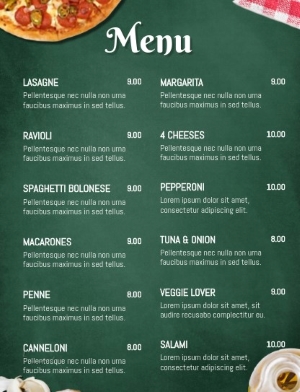 Menu
LASAGNE 9.00
Pellentesque nec nulla non urna
faucibus maximus in sed tellus.
RAVIOLI 9.00
Pellentesque nec nulla non urna
faucibus maximus in sed tellus.
SPAGHETTI BOLONESE 9.00
Pellentesque nec nulla non urna
faucibus maximus in sed tellus.
MACARONES 9.00
Pellentesque nec nulla non urna
faucibus maximus in sed tellus.
PENNE 8.00
Pellentesque nec nulla non urna
faucibus maximus in sed tellus.
CANNELONI 8.00
Pellentesque nec nulla non urna
faucibus maximus in sed tellus.
MARGARITA 9.00
Pellentesque nec nulla non urna
faucibus maximus in sed tellus.
4 CHEESES 10.00
Pellentesque nec nulla non urna
faucibus maximus in sed tellus.
PEPPERONI 10.00
Lorem ipsum dolor sit amet,
consectetur adipiscing elit.
TUNA & ONION 8.00
Pellentesque nec nulla non urna
faucibus maximus in sed tellus.
VEGGIE LOVER 9.00
Lorem ipsum dolor sit, sit
audire recusabo complectitur eu.
SALAMI 10.00
Lorem ipsum dolor sit amet,
consectetur adipiscing elit.